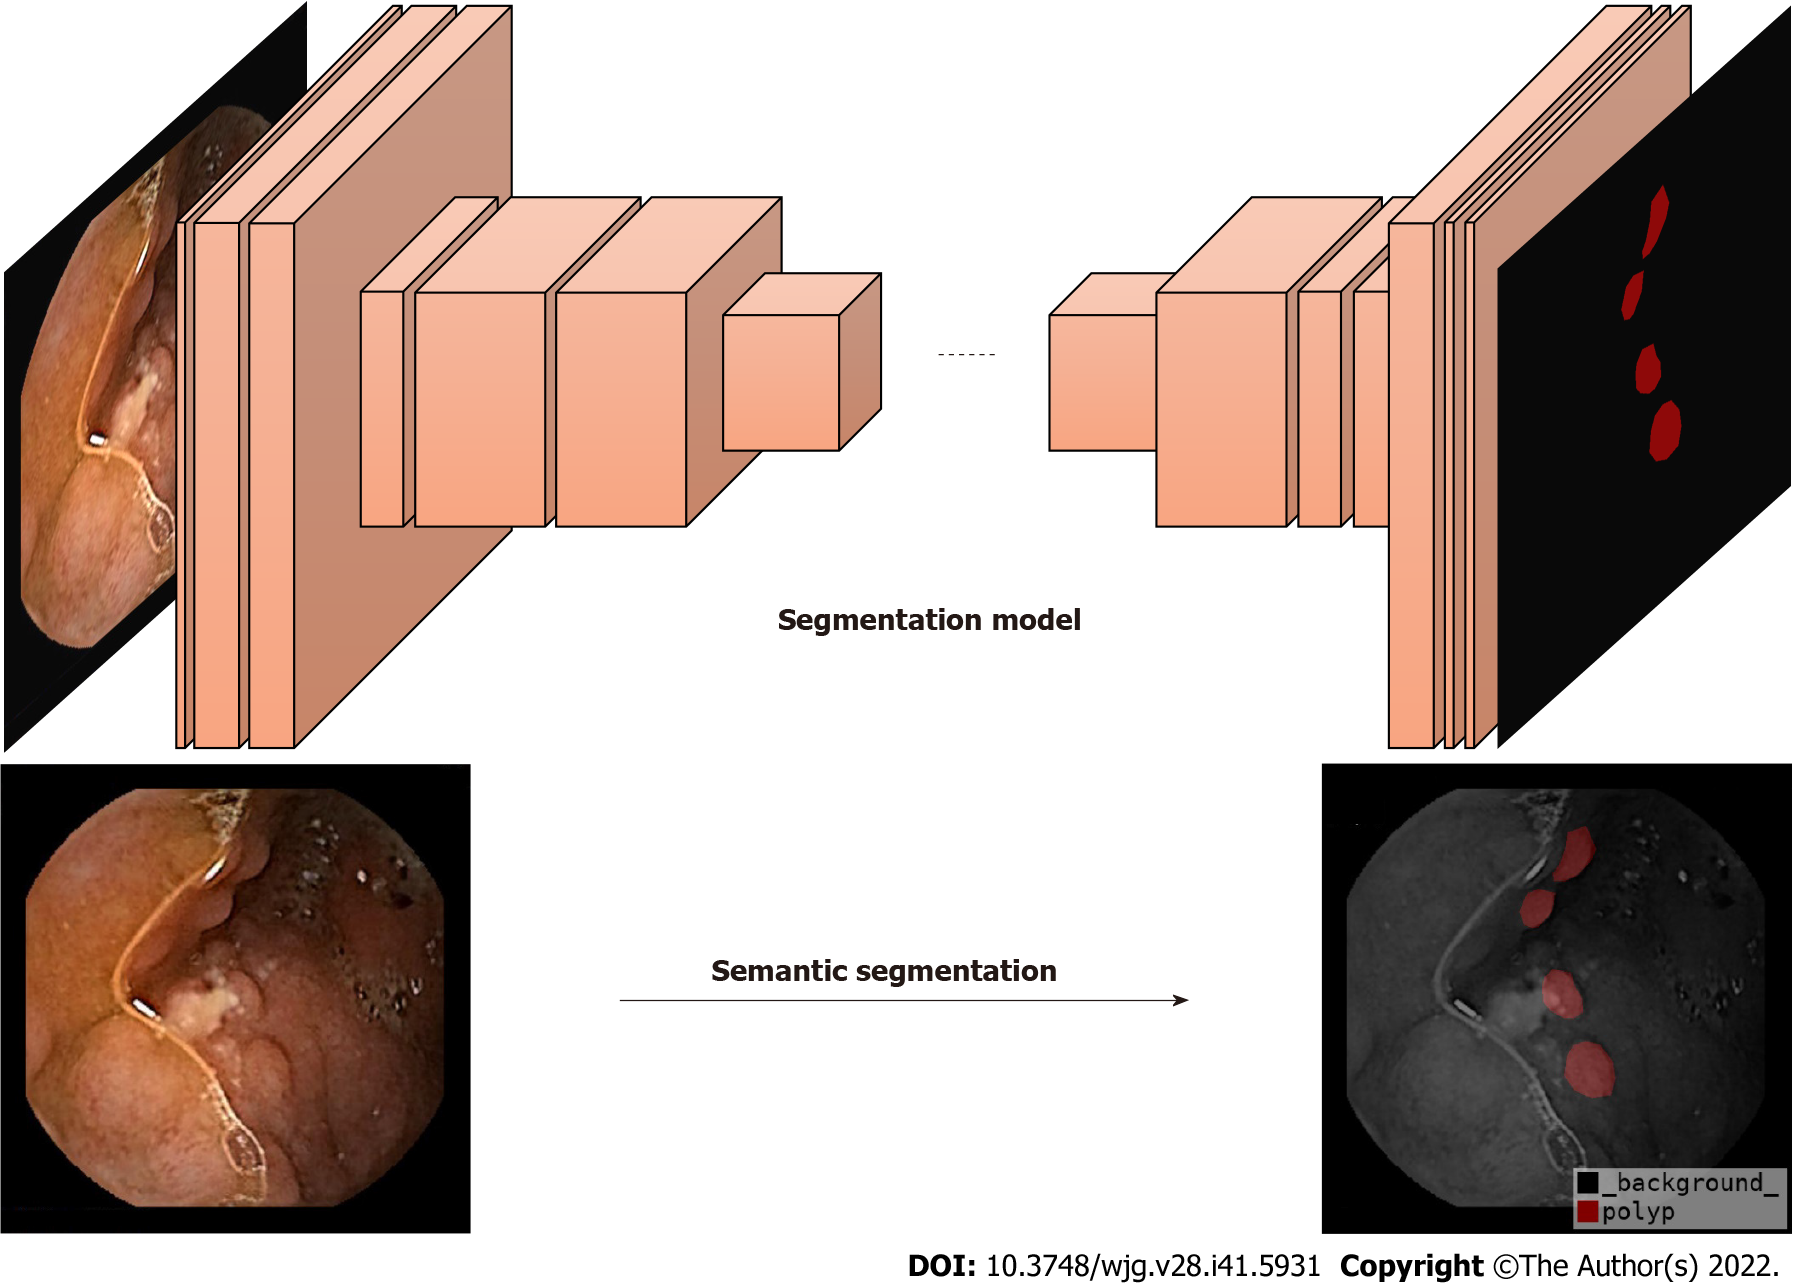 Segmentation model
Semantic segmentation
_background_
polyp
DOI: 10.3748/wjg.v28.i41.5931 Copyright ©The Author(s) 2022.